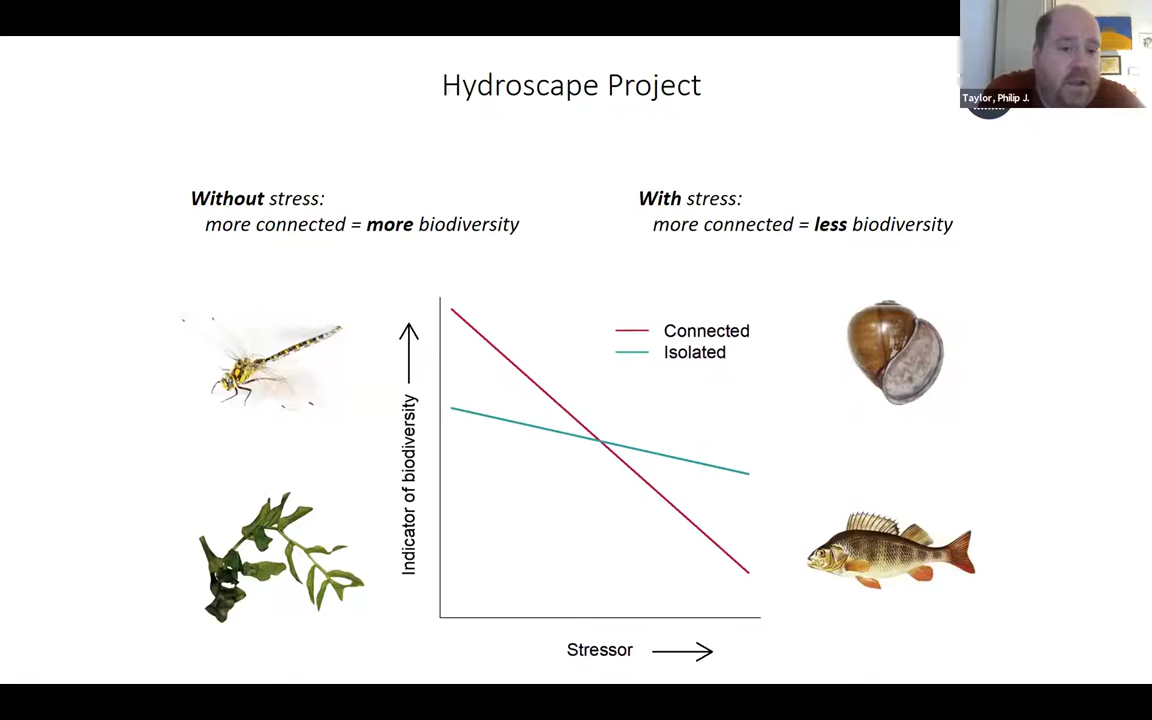 Hydroscape Project
Taylor, Philip J.
Without stress:
more connected = more biodiversity
With stress:
more connected = less biodiversity
Connected
Isolated
Indicator of biodiversity
Stressor